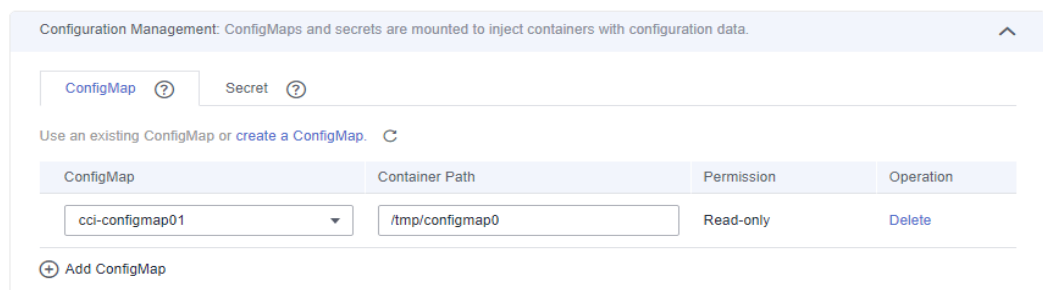 Configuration Management: ConfigMaps and secrets are mounted to inject containers with configuration data.
ConfigMap ? Secret ?
Use an existing ConfigMap or create a ConfigMap.
ConfigMap Container Path Permission Operation
cci-configmap01 /tmp/configmap0 Read-only Delete
Add ConfigMap